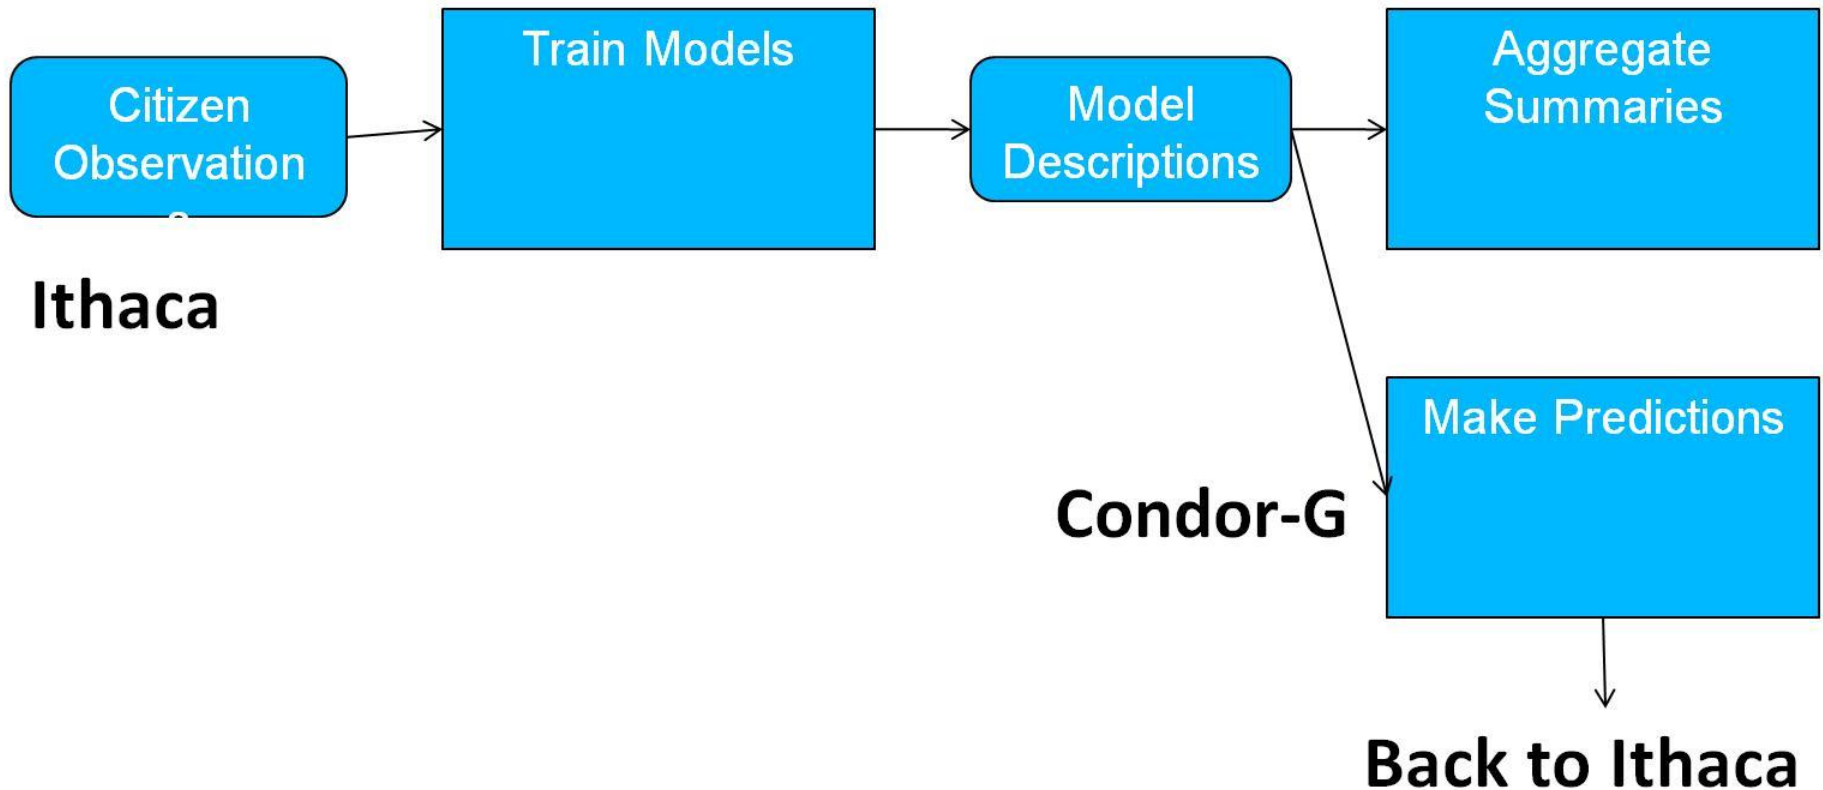 Citizen
Observation
Train Models
Model
Descriptions
Aggregate
Summaries
Ithaca
Make Predictions
Condor-G
Back to Ithaca